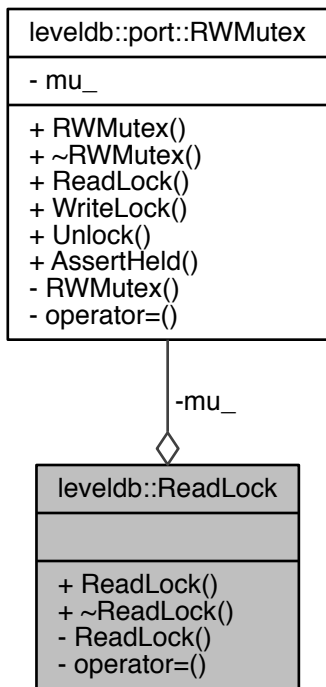 leveldb::port::RWMutex
- mu_
+ RWMutex()
+ ~RWMutex()
+ ReadLock()
+ WriteLock()
+ Unlock()
+ AssertHeld()
- RWMutex()
- operator=()
-mu_
leveldb::ReadLock
+ ReadLock()
+ ~ReadLock()
- ReadLock()
- operator=()